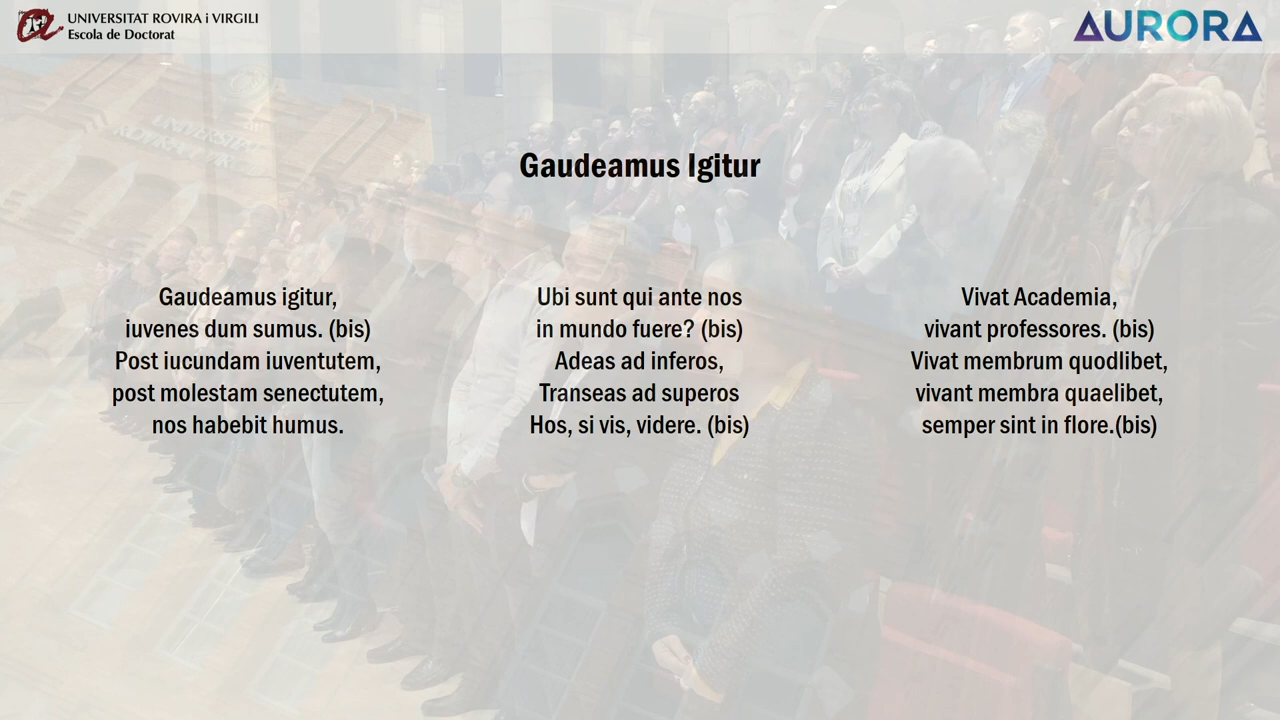 UNIVERSITAT ROVIRA i VIRGILI
Escola de Doctorat
AURORA
Gaudeamus Igitur
Gaudeamus igitur,
iuvenes dum sumus. (bis)
Post iucundam iuventutem,
post molestam senectutem,
nos habebit humus.
Ubi sunt qui ante nos
in mundo fuere? (bis)
Adeas ad inferos,
Transeas ad superos
Hos, si vis, videre. (bis)
Vivat Academia,
vivant professores. (bis)
Vivat membrum quodlibet,
vivant membra quaelibet,
semper sint in flore.(bis)